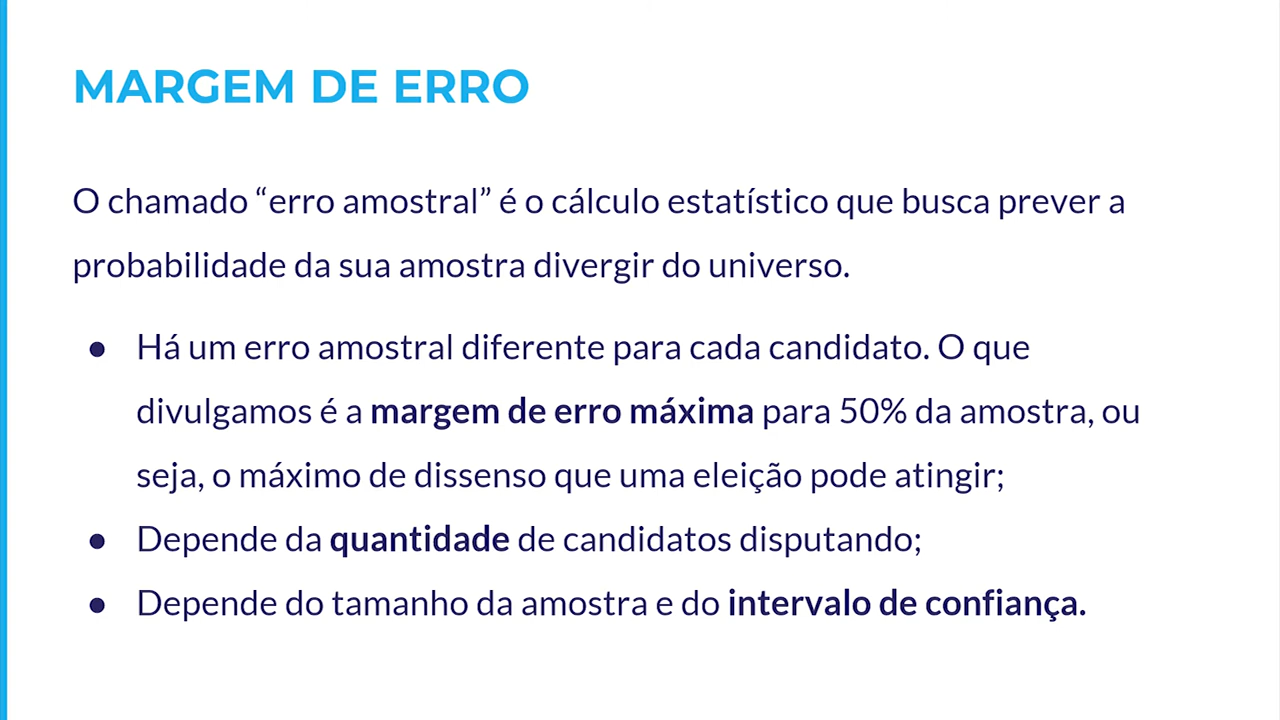 MARGEM DE ERRO
O chamado “erro amostral” é o cálculo estatístico que busca prever a
probabilidade da sua amostra divergir do universo.
● Há um erro amostral diferente para cada candidato. O que
divulgamos é a margem de erro máxima para 50% da amostra, ou
seja, o máximo de dissenso que uma eleição pode atingir;
● Depende da quantidade de candidatos disputando;
● Depende do tamanho da amostra e do intervalo de confiança.